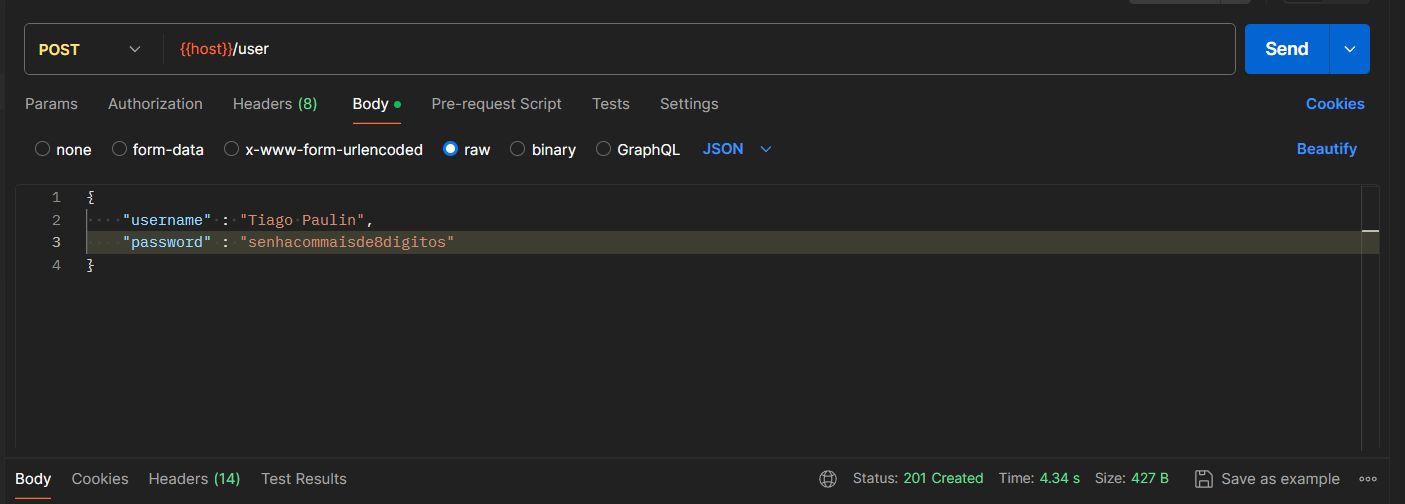 POST {{host}}/user Send
Params Authorization Headers (8) Body Pre-request Script Tests Settings Cookies
none form-data x-www-form-urlencoded raw binary GraphQL JSON Beautify
1 {
2 "username" : "Tiago Paulin",
3 "password" : "senhacommaisde8digitos"
4 }
Body Cookies Headers (14) Test Results Status: 201 Created Time: 4.34 s Size: 427 B Save as example